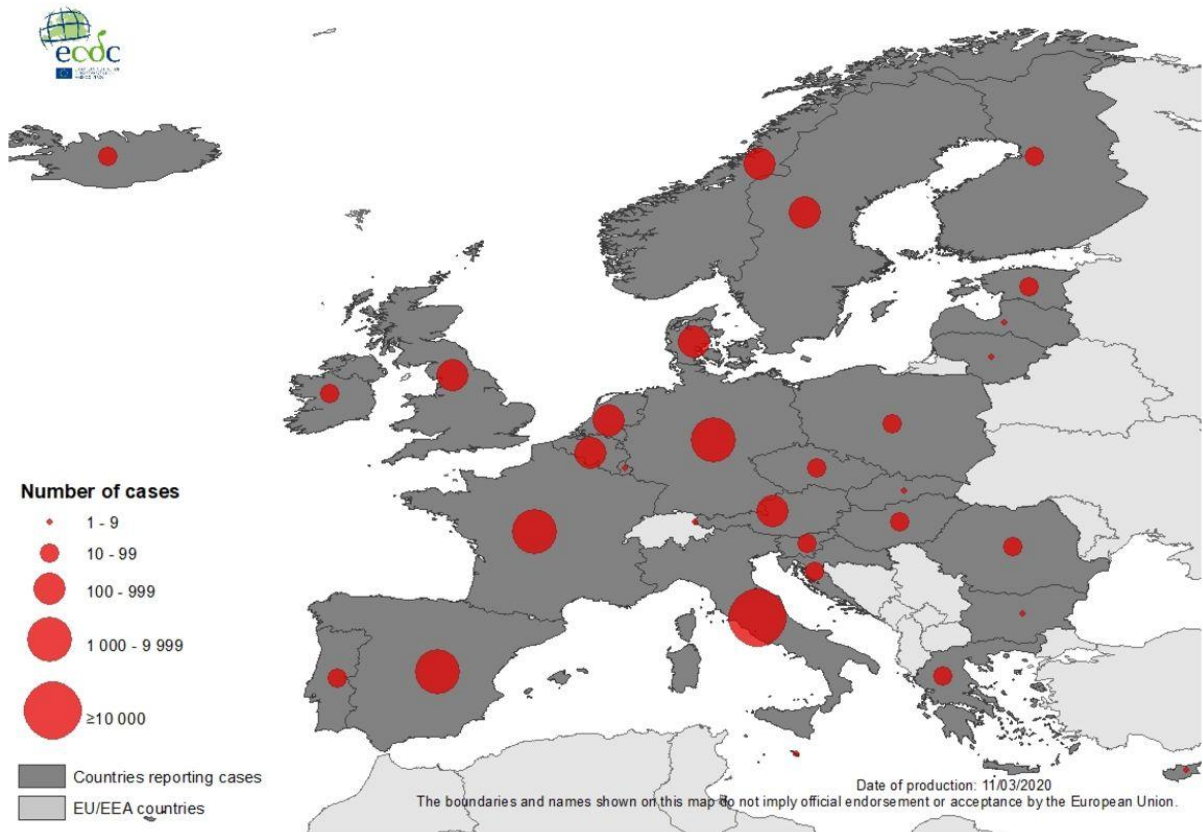 ecdc
Number of cases
1 - 9
10 - 99
100 - 999
1 000 - 9 999
≥10 000
Countries reporting cases
EU/EEA countries
Date of production: 11/03/2020
The boundaries and names shown on this map do not imply official endorsement or acceptance by the European Union.